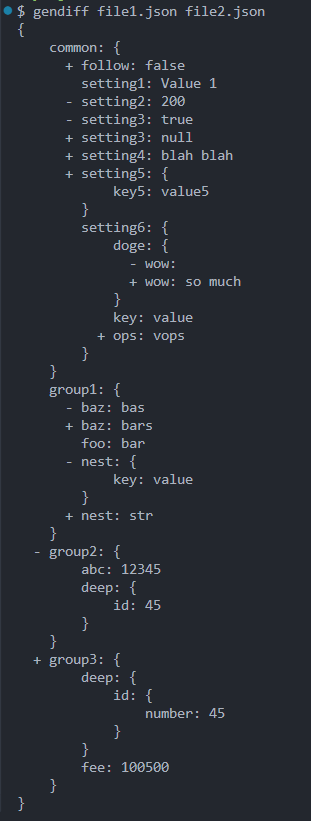 $ gendiff file1.json file2.json
{
    common: {
      + follow: false
        setting1: Value 1
      - setting2: 200
      - setting3: true
      + setting3: null
      + setting4: blah blah
      + setting5: {
            key5: value5
        }
        setting6: {
            doge: {
              - wow:
              + wow: so much
            }
            key: value
          + ops: vops
        }
    }
    group1: {
      - baz: bas
      + baz: bars
        foo: bar
      - nest: {
            key: value
        }
      + nest: str
    }
  - group2: {
        abc: 12345
        deep: {
            id: 45
        }
    }
  + group3: {
        deep: {
            id: {
                number: 45
            }
        }
        fee: 100500
    }
}